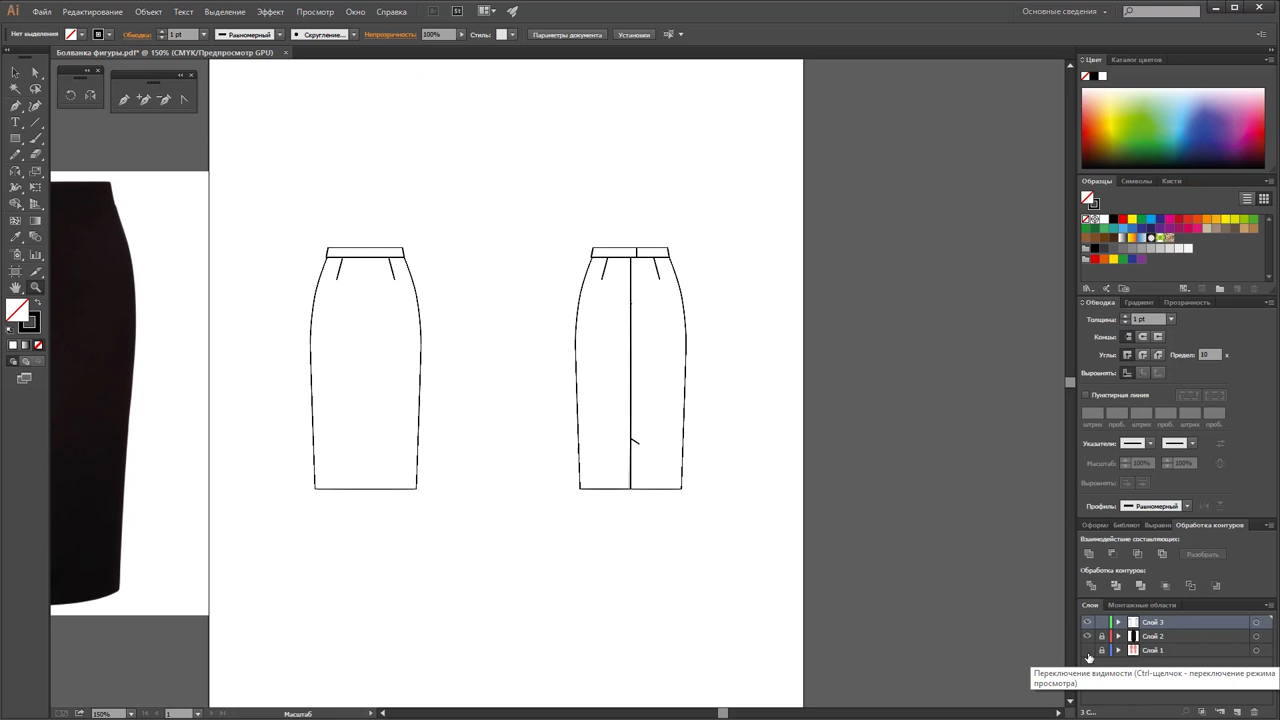 Ai Файл Редактирование Объект Текст Выделение Эффект Просмотр Окно Справка Br St Основные сведения
Нет выделения Обводка: 1 pt Равномерный Скругление... Непрозрачность: 100% Стиль: Параметры документа Установки
Болванка фигуры.pdf* @ 150% (CMYK/Предпросмотр GPU)
Цвет Каталог цветов
Образцы Символы Кисти
Обводка Градиент Прозрачность
Толщина: 1 pt
Концы:
Углы: Предел: 10 x
Выровнять:
Пунктирная линия
штрих проб. штрих проб. штрих проб.
Указатели:
Масштаб: 100% 100%
Выровнять:
Профиль: Равномерный
Оформ Библиот Выравн Обработка контуров
Взаимодействие составляющих:
Разобрать
Обработка контуров:
Слои Монтажные области
Слой 3
Слой 2
Слой 1
Переключение видимости (Ctrl-щелчок - переключение режима
просмотра)
3 С...
150% 1 Масштаб